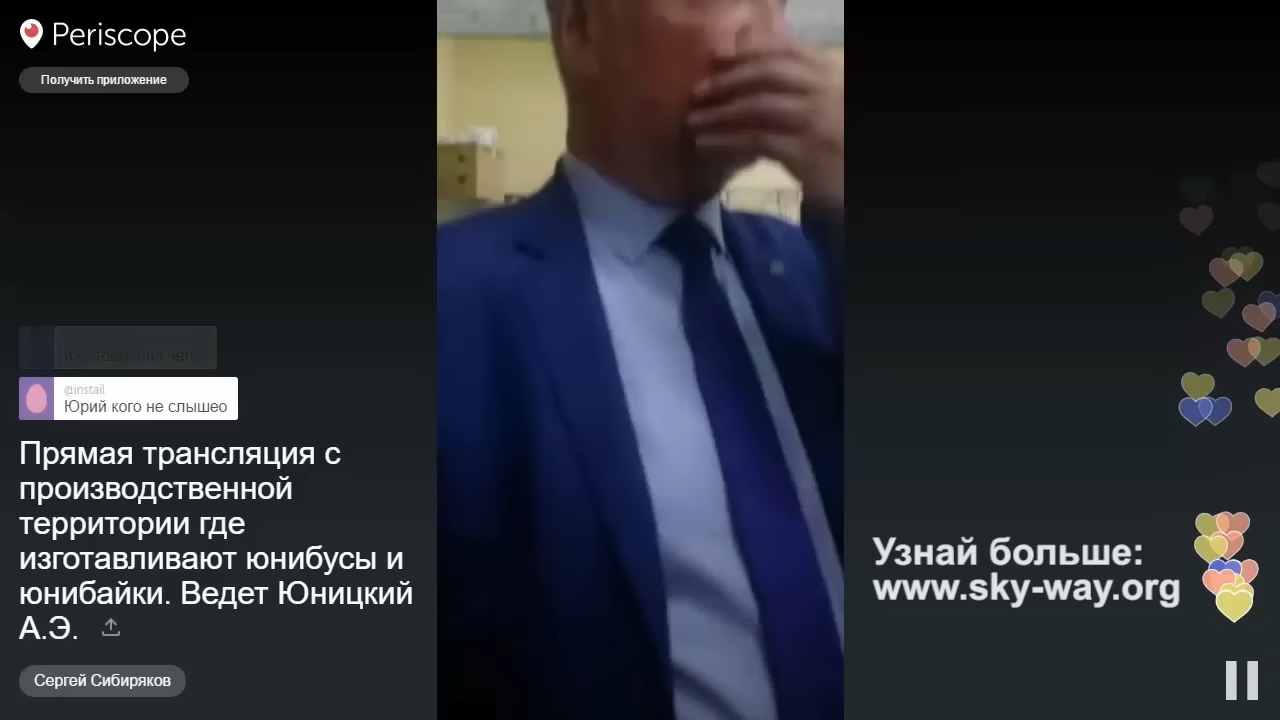 Periscope
Получить приложение
@instail
Юрий кого не слышео
Прямая трансляция с
производственной
территории где
изготавливают юнибусы и
юнибайки. Ведет Юницкий
А.Э.
Сергей Сибиряков
Узнай больше:
www.sky-way.org